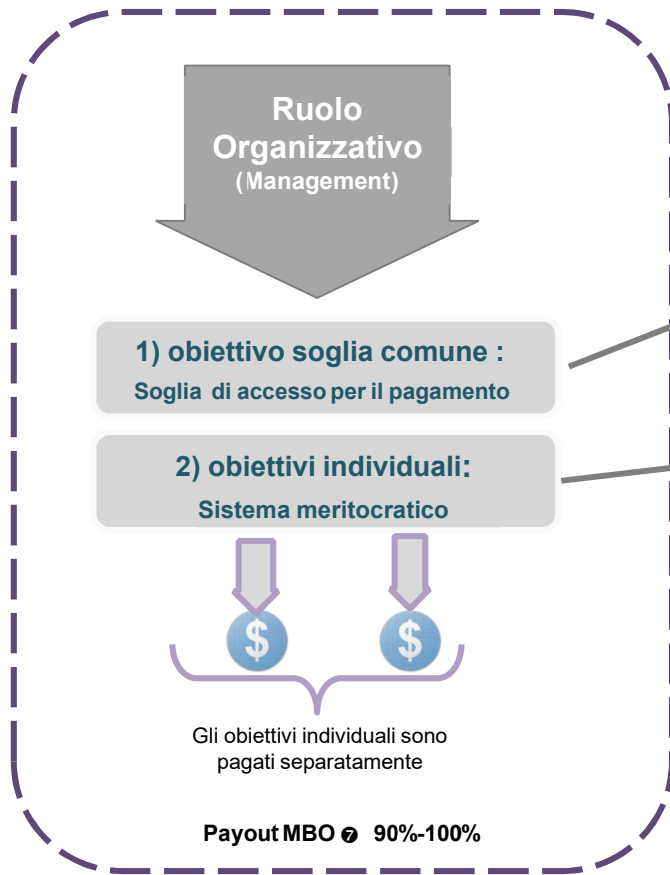 Ruolo
Organizzativo
(Management)
1) obiettivo soglia comune :
Soglia di accesso per il pagamento
2) obiettivi individuali:
Sistema meritocratico
$ $
Gli obiettivi individuali sono
pagati separatamente
Payout MBO ❼ 90%-100%